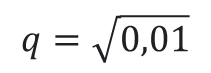 q = √0,01